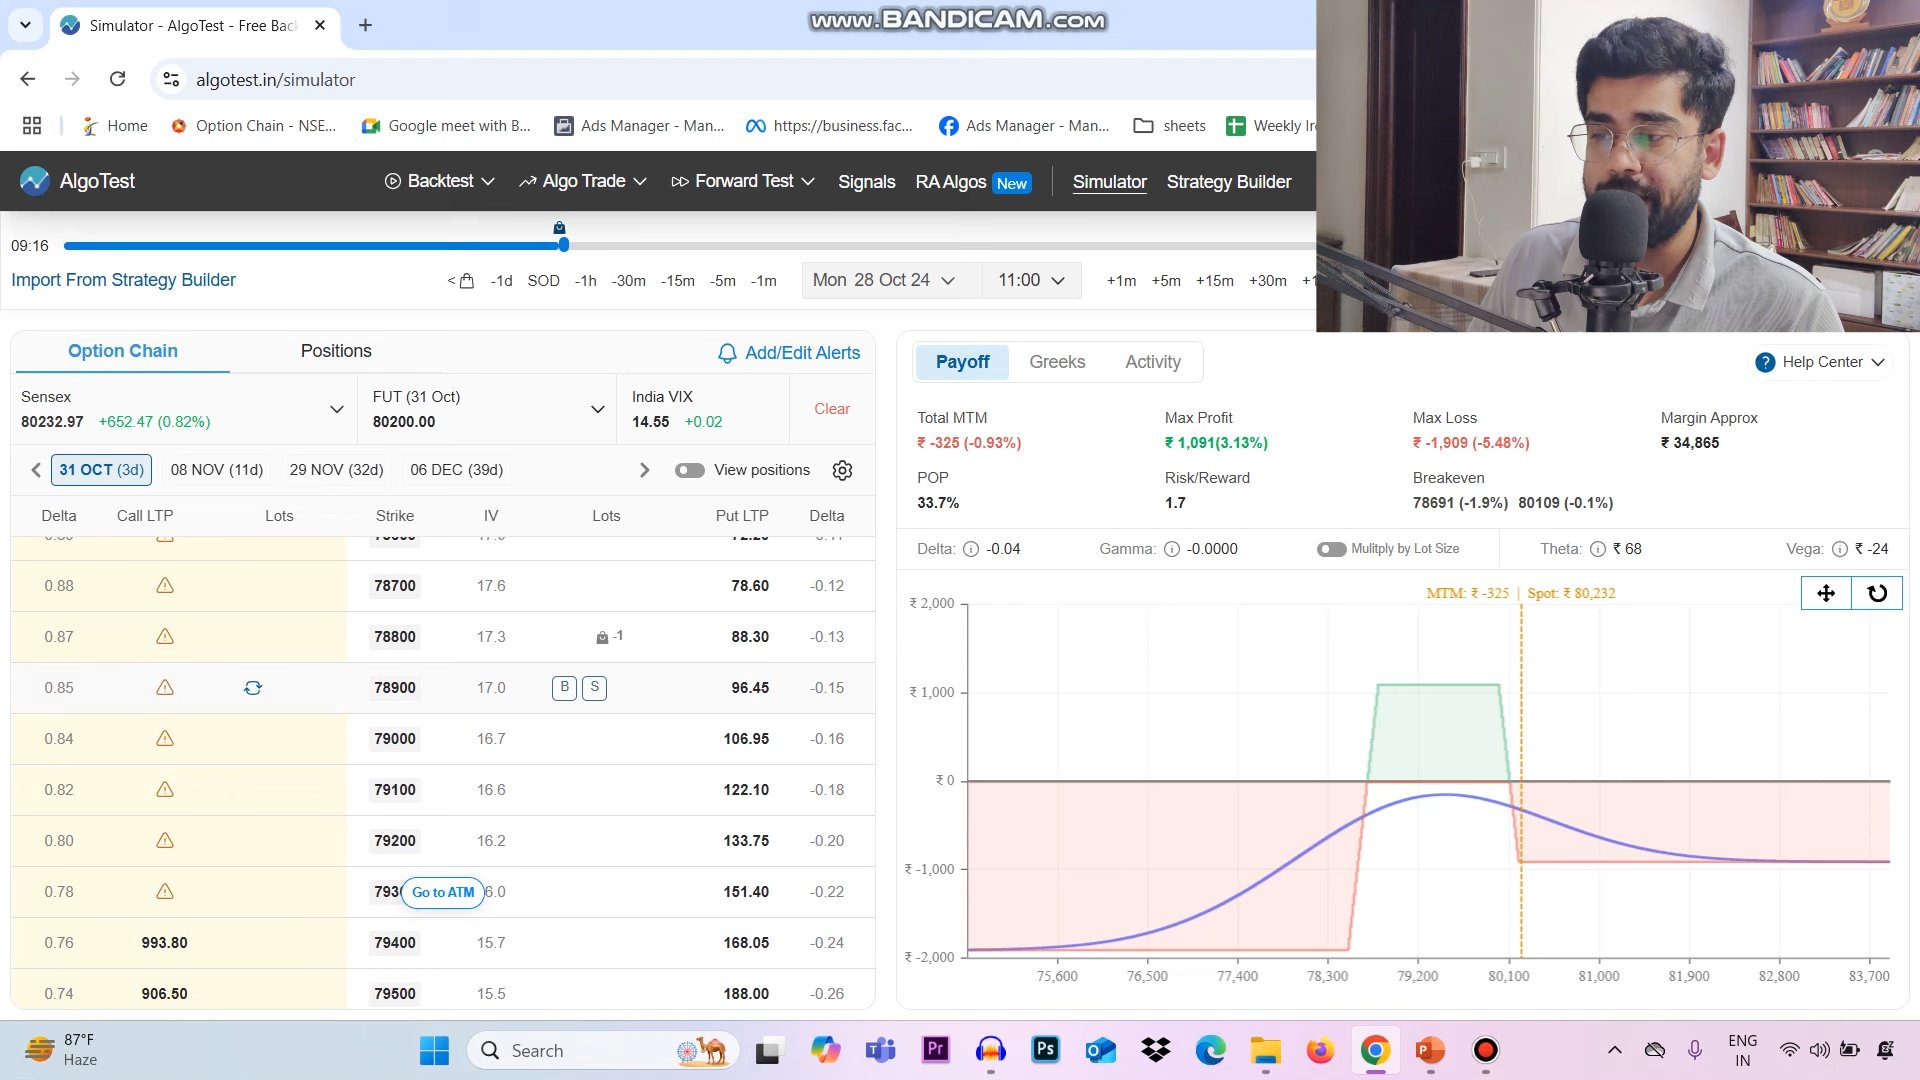 Simulator - AlgoTest - Free Bac
www.BANDICAM.com
algotest.in/simulator
Home
Option Chain - NSE...
Google meet with B...
Ads Manager - Man...
https://business.fac...
Ads Manager - Man...
sheets
Weekly Iro
AlgoTest
Backtest
Algo Trade
Forward Test
Signals
RA Algos New
Simulator
Strategy Builder
09:16
Import From Strategy Builder
<
-1d
SOD
-1h
-30m
-15m
-5m
-1m
Mon 28 Oct 24
11:00
+1m
+5m
+15m
+30m
+1
Option Chain
Positions
Add/Edit Alerts
Sensex
80232.97 +652.47 (0.82%)
FUT (31 Oct)
80200.00
India VIX
14.55 +0.02
Clear
31 OCT (3d)
08 NOV (11d)
29 NOV (32d)
06 DEC (39d)
View positions
Delta Call LTP Lots Strike IV Lots Put LTP Delta
0.88 78700 17.6 78.60 -0.12
0.87 78800 17.3 -1 88.30 -0.13
0.85 78900 17.0 B S 96.45 -0.15
0.84 79000 16.7 106.95 -0.16
0.82 79100 16.6 122.10 -0.18
0.80 79200 16.2 133.75 -0.20
0.78 793 Go to ATM 6.0 151.40 -0.22
0.76 993.80 79400 15.7 168.05 -0.24
0.74 906.50 79500 15.5 188.00 -0.26
Payoff
Greeks
Activity
Help Center
Total MTM Max Profit Max Loss Margin Approx
₹ -325 (-0.93%) ₹ 1,091(3.13%) ₹ -1,909 (-5.48%) ₹ 34,865
POP Risk/Reward Breakeven
33.7% 1.7 78691 (-1.9%) 80109 (-0.1%)
Delta: -0.04 Gamma: -0.0000 Mulitply by Lot Size Theta: ₹ 68 Vega: ₹ -24
MTM: ₹ -325 | Spot: ₹ 80,232
₹ 2,000
₹ 1,000
₹ 0
₹ -1,000
₹ -2,000
75,600 76,500 77,400 78,300 79,200 80,100 81,000 81,900 82,800 83,700
87°F
Haze
Search
ENG
IN